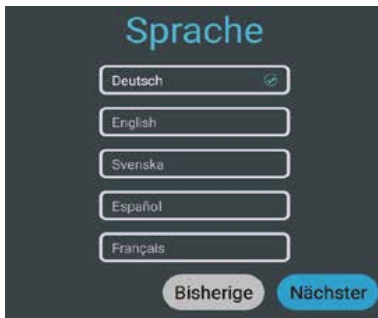 Sprache
Deutsch
English
Svenska
Español
Français
Bisherige Nächster